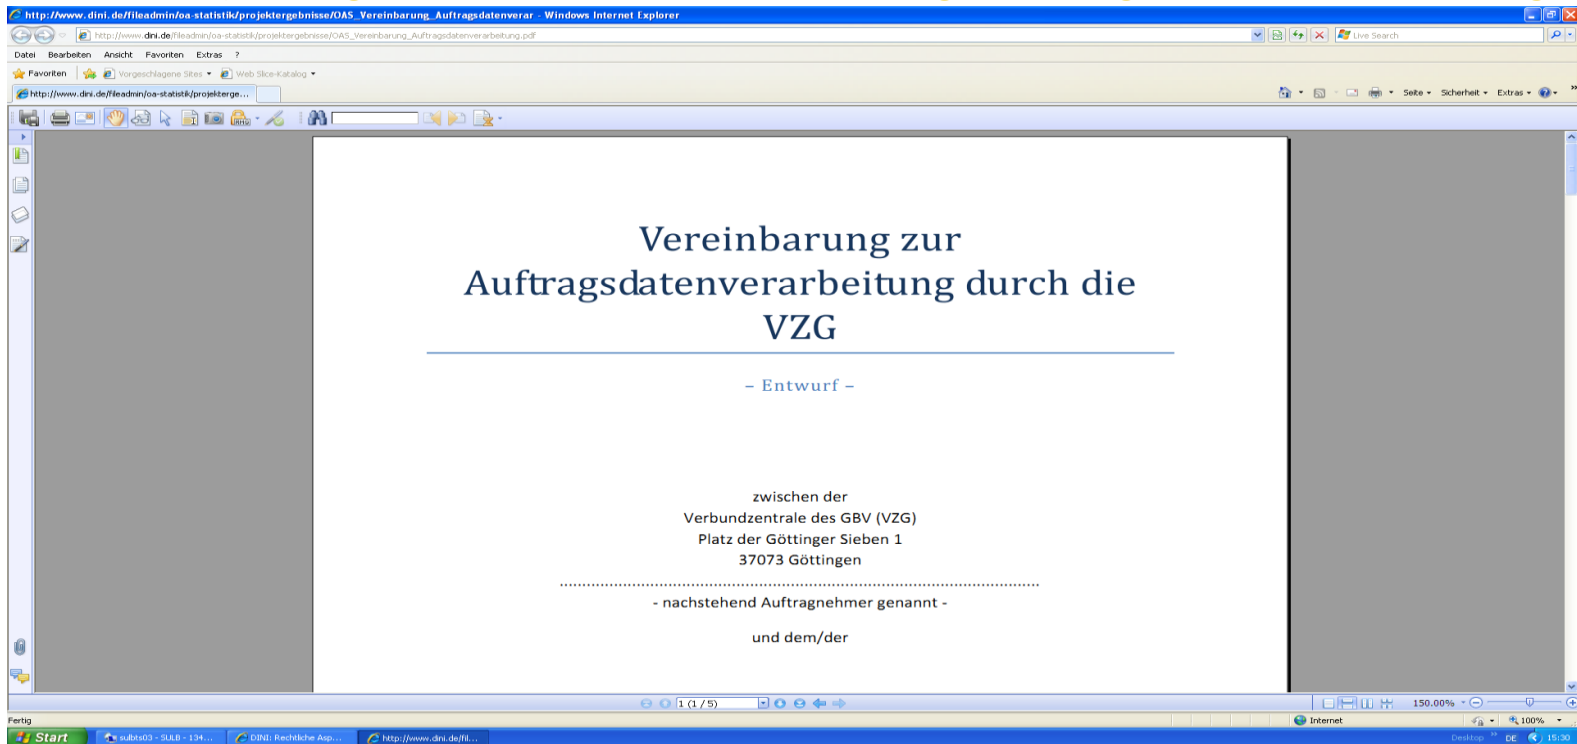 http://www.dini.de/fileadmin/oa-statistik/projektergebnisse/OAS_Vereinbarung_Auftragsdatenverar - Windows Internet Explorer
http://www.dini.de/fileadmin/oa-statistik/projektergebnisse/OAS_Vereinbarung_Auftragsdatenverarbeitung.pdf
Live Search
Datei Bearbeiten Ansicht Favoriten Extras ?
Favoriten Vorgeschlagene Sites Web Slice-Katalog
http://www.dini.de/fileadmin/oa-statistik/projekterge...
Seite Sicherheit Extras
Vereinbarung zur
Auftragsdatenverarbeitung durch die
VZG
– Entwurf –
zwischen der
Verbundzentrale des GBV (VZG)
Platz der Göttinger Sieben 1
37073 Göttingen
................................................................................................................
- nachstehend Auftragnehmer genannt -
und dem/der
1 (1 / 5)
150.00%
Fertig
Internet
100%
Start
sulbts03 - SULB - 134...
DINI: Rechtliche Asp...
http://www.dini.de/fil...
Desktop
DE
15:30